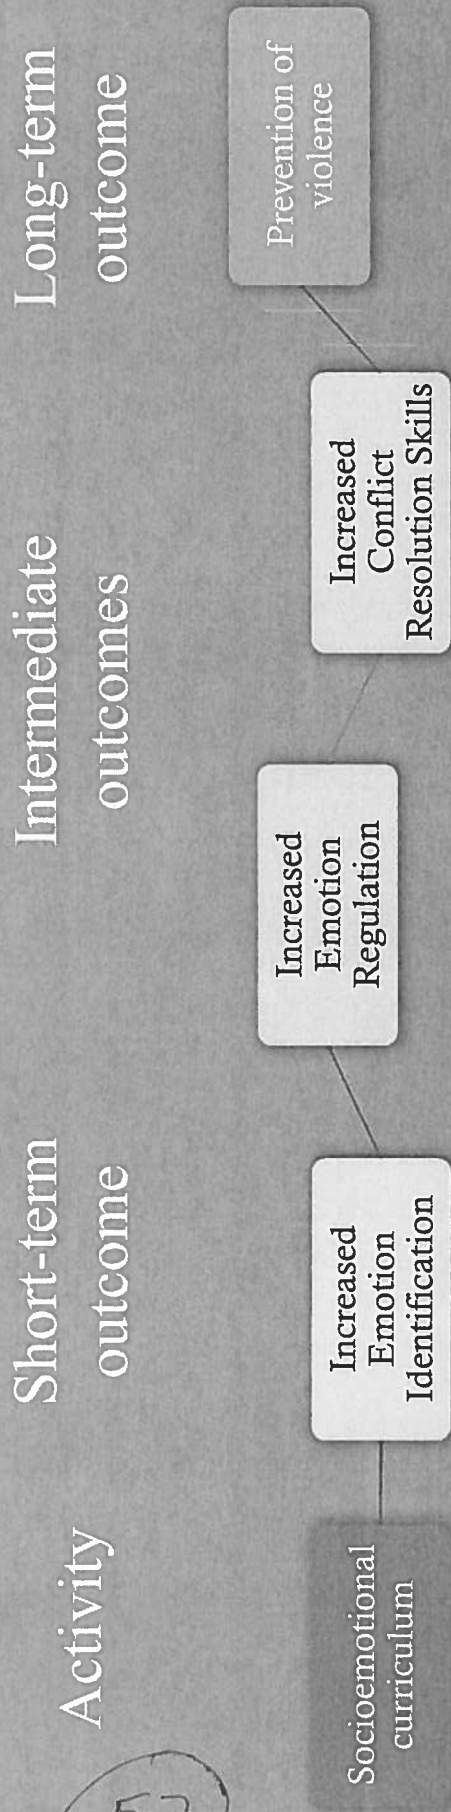 Activity
Short-term
outcome
Intermediate
outcomes
Long-term
outcome
Socioemotional
curriculum
Increased
Emotion
Identification
Increased
Emotion
Regulation
Increased
Conflict
Resolution Skills
Prevention of
violence